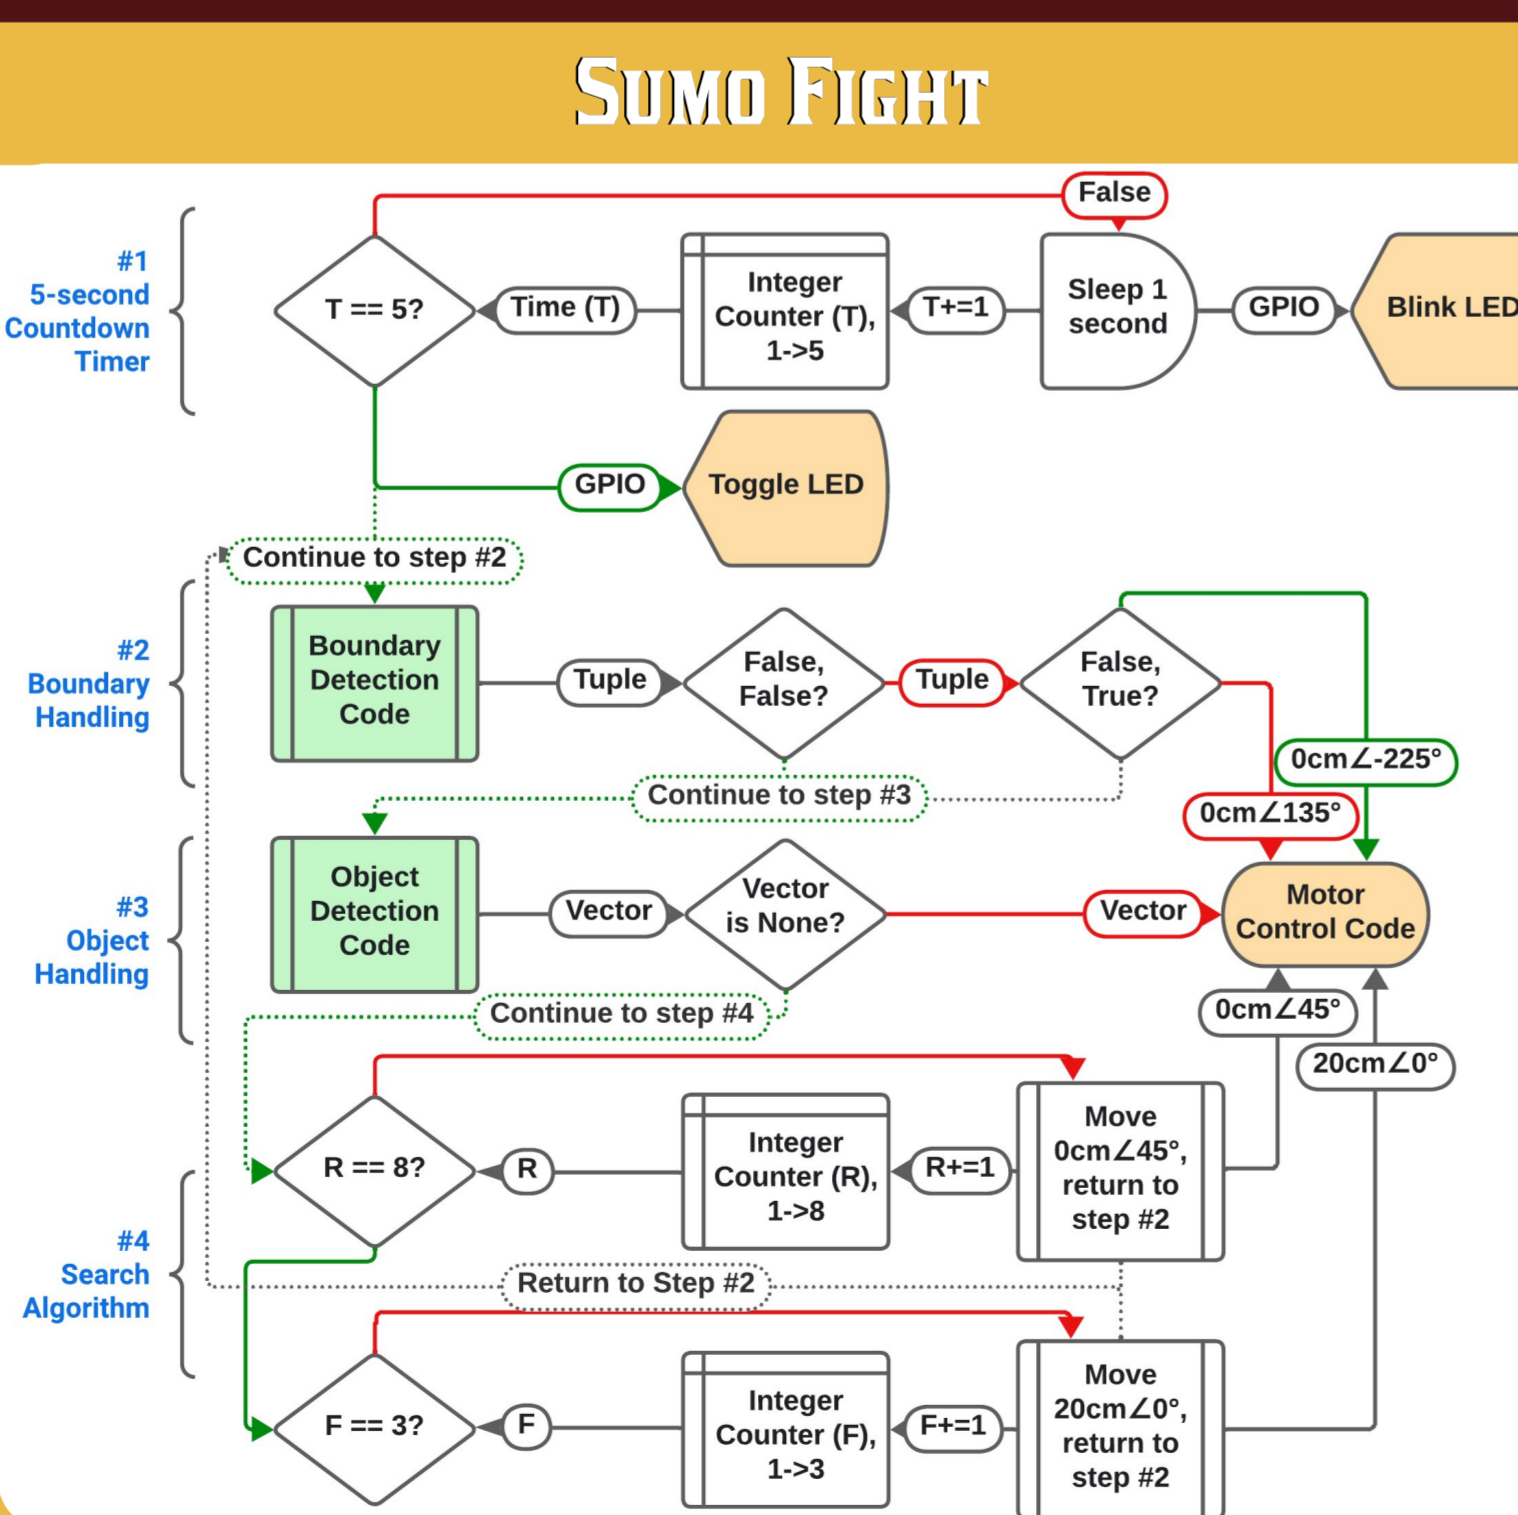 SUMO FIGHT
False
#1
5-second
Countdown
Timer
T == 5?
Time (T)
Integer
Counter (T),
1->5
T+=1
Sleep 1
second
GPIO
Blink LED
GPIO
Toggle LED
Continue to step #2
#2
Boundary
Handling
Boundary
Detection
Code
Tuple
False,
False?
Tuple
False,
True?
0cm∠-225°
0cm∠135°
Continue to step #3
#3
Object
Handling
Object
Detection
Code
Vector
Vector
is None?
Vector
Motor
Control Code
Continue to step #4
0cm∠45°
20cm∠0°
#4
Search
Algorithm
R == 8?
R
Integer
Counter (R),
1->8
R+=1
Move
0cm∠45°,
return to
step #2
Return to Step #2
F == 3?
F
Integer
Counter (F),
1->3
F+=1
Move
20cm∠0°,
return to
step #2